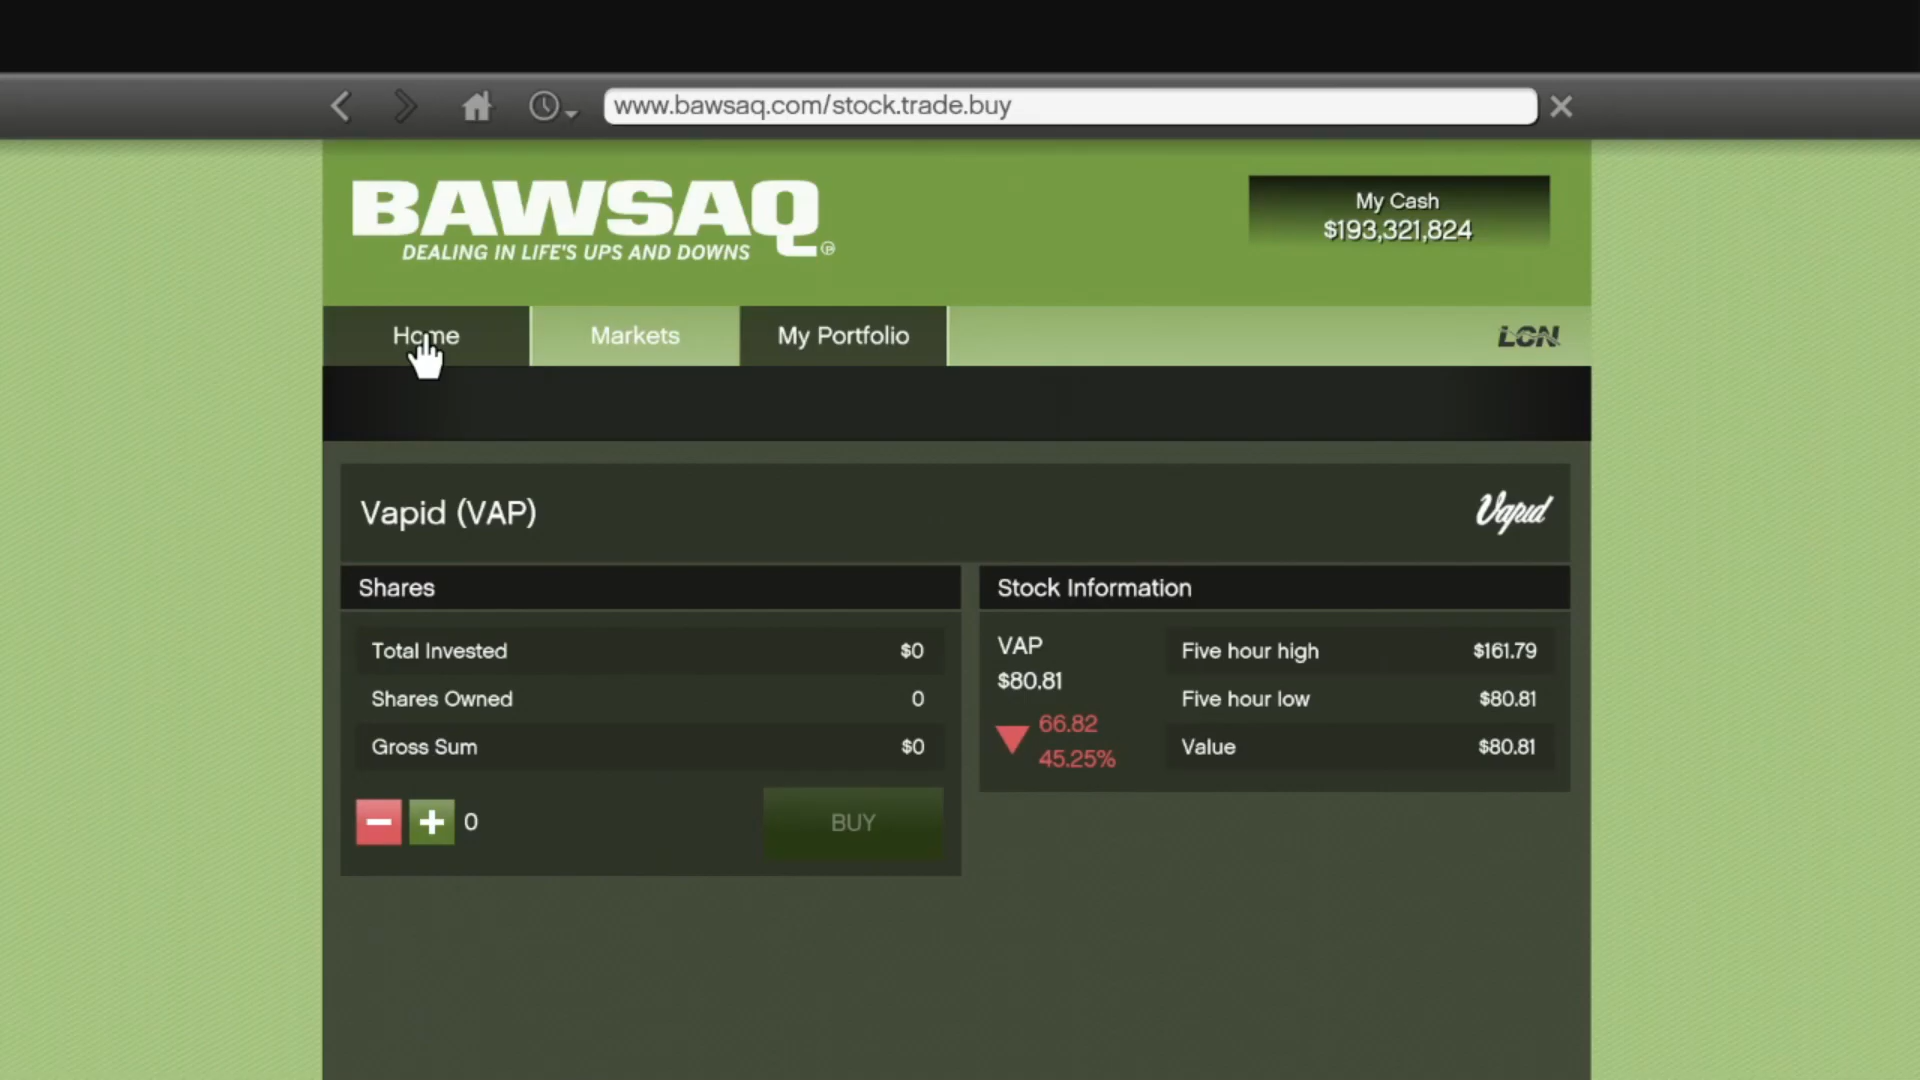 www.bawsaq.com/stock.trade.buy
BAWSAQ
DEALING IN LIFE'S UPS AND DOWNS
My Cash
$193,321,824
Home
Markets
My Portfolio
LCN
Vapid (VAP)
Vapid
Shares
Total Invested $0
Shares Owned 0
Gross Sum $0
0
BUY
Stock Information
VAP
$80.81
66.82
45.25%
Five hour high $161.79
Five hour low $80.81
Value $80.81